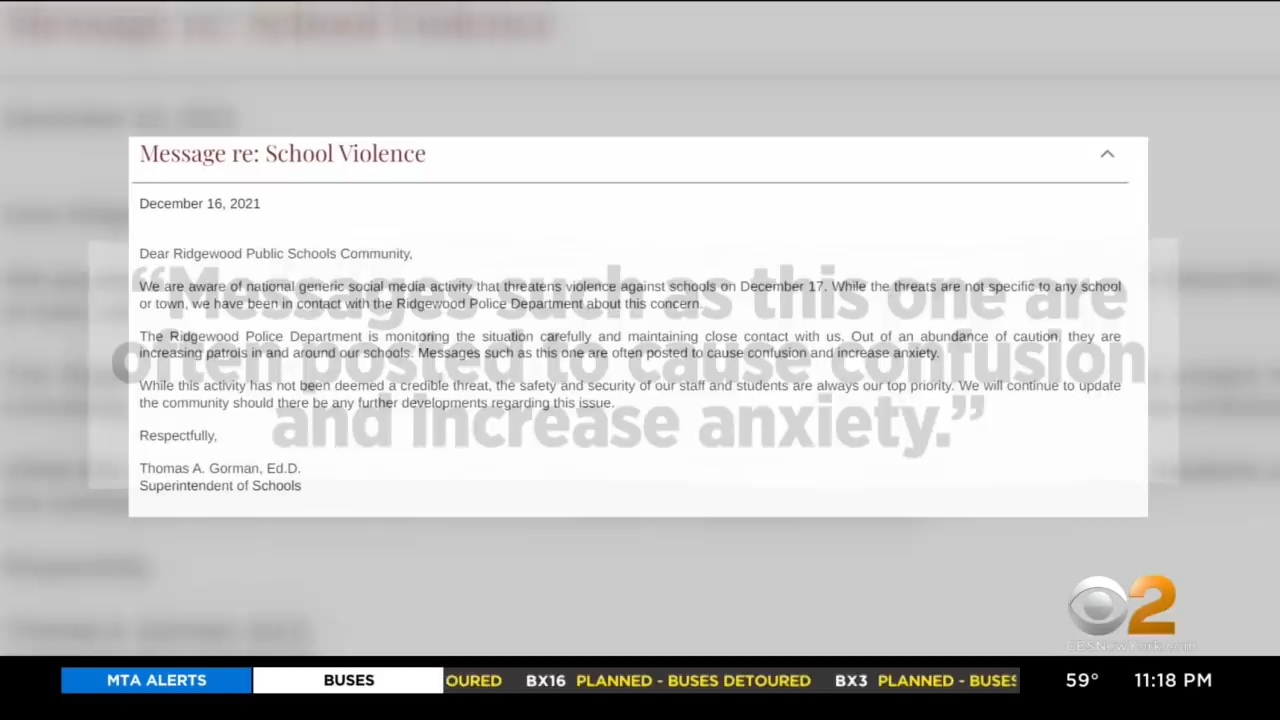 Message re: School Violence
December 16, 2021
Dear Ridgewood Public Schools Community,
We are aware of national generic social media activity that threatens violence against schools on December 17. While the threats are not specific to any school
or town, we have been in contact with the Ridgewood Police Department about this concern.
The Ridgewood Police Department is monitoring the situation carefully and maintaining close contact with us. Out of an abundance of caution, they are
increasing patrols in and around our schools. Messages such as this one are often posted to cause confusion and increase anxiety.
While this activity has not been deemed a credible threat, the safety and security of our staff and students are always our top priority. We will continue to update
the community should there be any further developments regarding this issue.
Respectfully,
Thomas A. Gorman, Ed.D.
Superintendent of Schools
“Messages such as this one are
often posted to cause confusion
and increase anxiety.”
2
CBSNewYork.com
MTA ALERTS BUSES OURED BX16 PLANNED - BUSES DETOURED BX3 PLANNED - BUSES 59° 11:18 PM